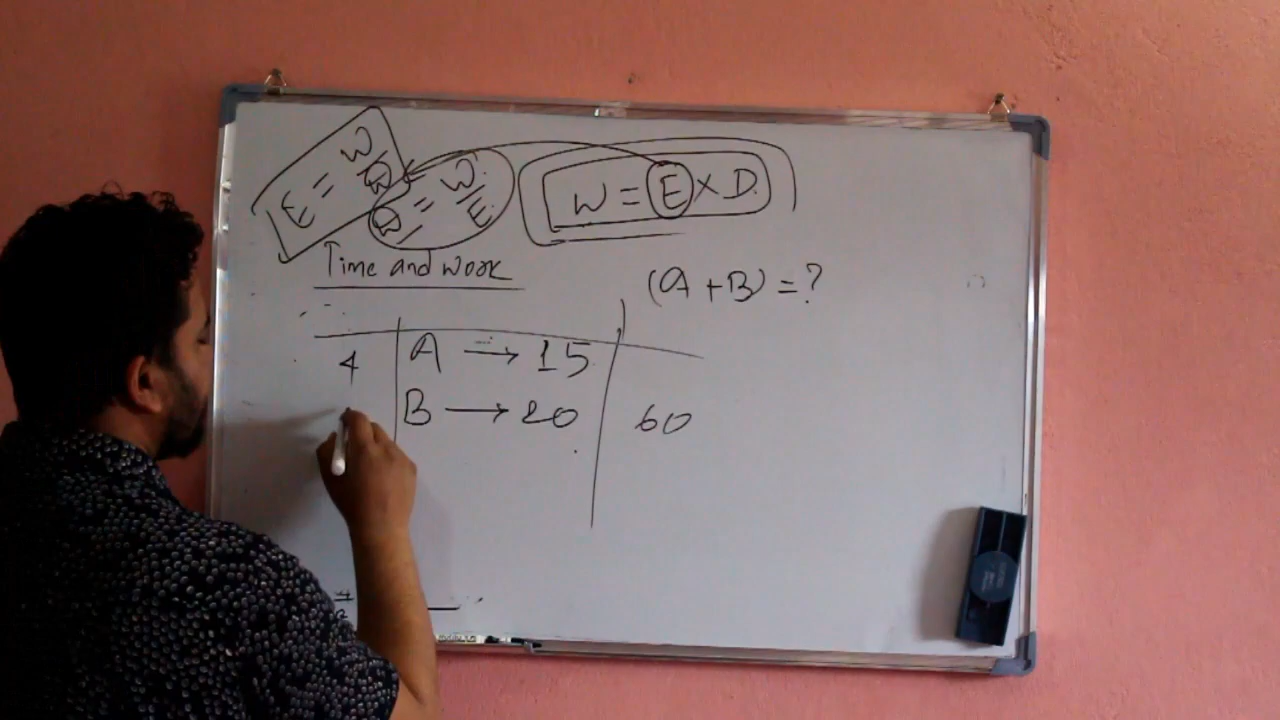 E = W/D
D = W/E
W = E × D.
Time and work
(A + B) = ?
4 A → 15
B → 20 60